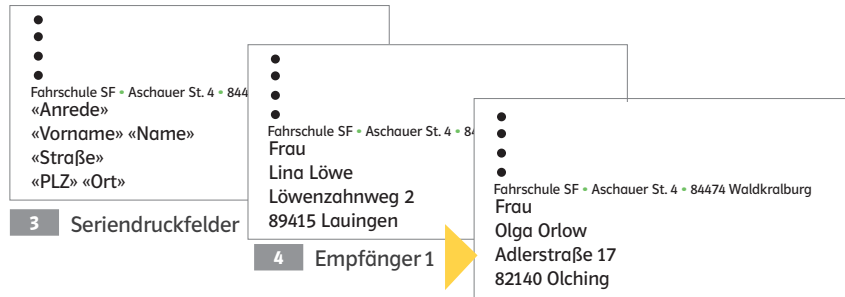 Fahrschule SF • Aschauer St. 4 • 844
«Anrede»
«Vorname» «Name»
«Straße»
«PLZ» «Ort»
3 Seriendruckfelder
Fahrschule SF • Aschauer St. 4 • 84
Frau
Lina Löwe
Löwenzahnweg 2
89415 Lauingen
4 Empfänger 1
Fahrschule SF • Aschauer St. 4 • 84474 Waldkralburg
Frau
Olga Orlow
Adlerstraße 17
82140 Olching